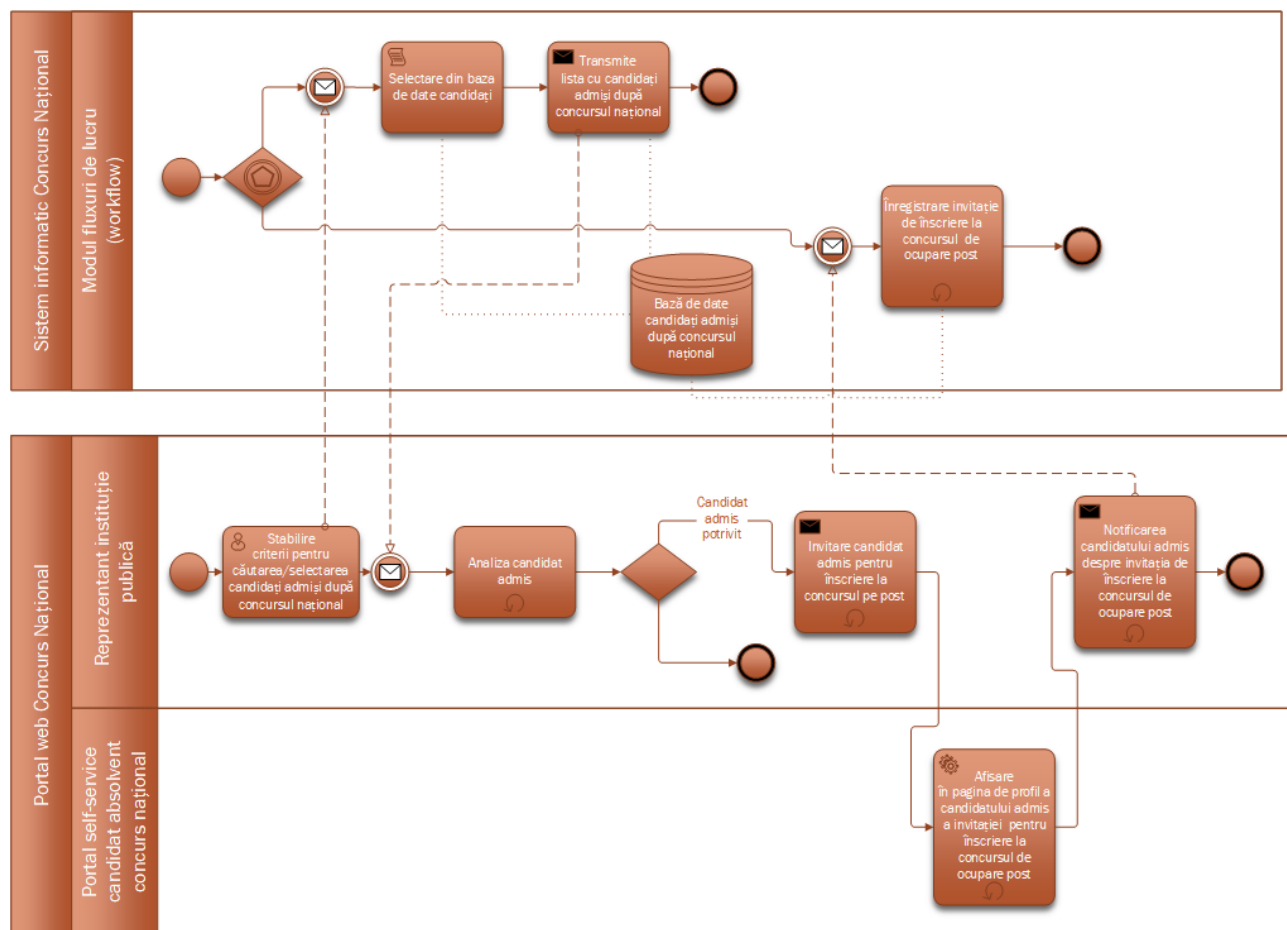 Sistem informatic Concurs Național
Modul fluxuri de lucru
(workflow)
Selectare din baza
de date candidați
Transmite
lista cu candidați
admiși după
concursul național
Înregistrare invitație
de înscriere la
concursul de
ocupare post
Bază de date
candidați admiși
după concursul
național
Portal web Concurs Național
Reprezentant instituție
publică
Stabilire
criterii pentru
căutarea/selectarea
candidați admiși după
concursul național
Analiza candidat
admis
Candidat
admis
potrivit
Invitare candidat
admis pentru
înscriere la
concursul pe post
Notificarea
candidatului admis
despre invitația de
înscriere la
concursul de
ocupare post
Portal self-service
candidat absolvent
concurs național
Afisare
în pagina de profil a
candidatului admis
a invitației pentru
înscriere la
concursul de
ocupare post